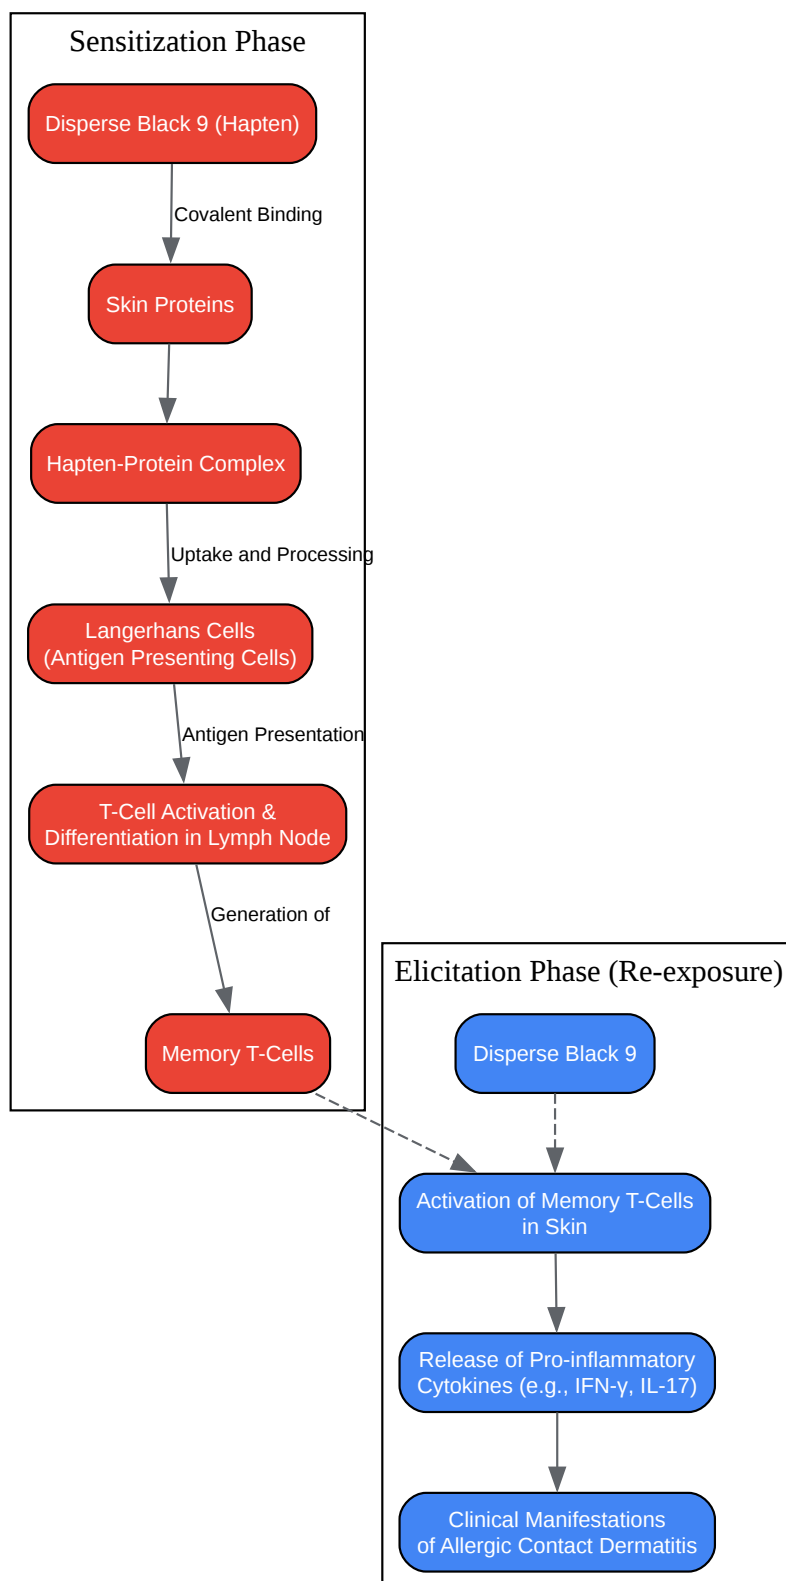 Sensitization Phase
Disperse Black 9 (Hapten)
Covalent Binding
Skin Proteins
Hapten-Protein Complex
Uptake and Processing
Langerhans Cells
(Antigen Presenting Cells)
Antigen Presentation
T-Cell Activation &
Differentiation in Lymph Node
Generation of
Memory T-Cells
Elicitation Phase (Re-exposure)
Disperse Black 9
Activation of Memory T-Cells
in Skin
Release of Pro-inflammatory
Cytokines (e.g., IFN-γ, IL-17)
Clinical Manifestations
of Allergic Contact Dermatitis